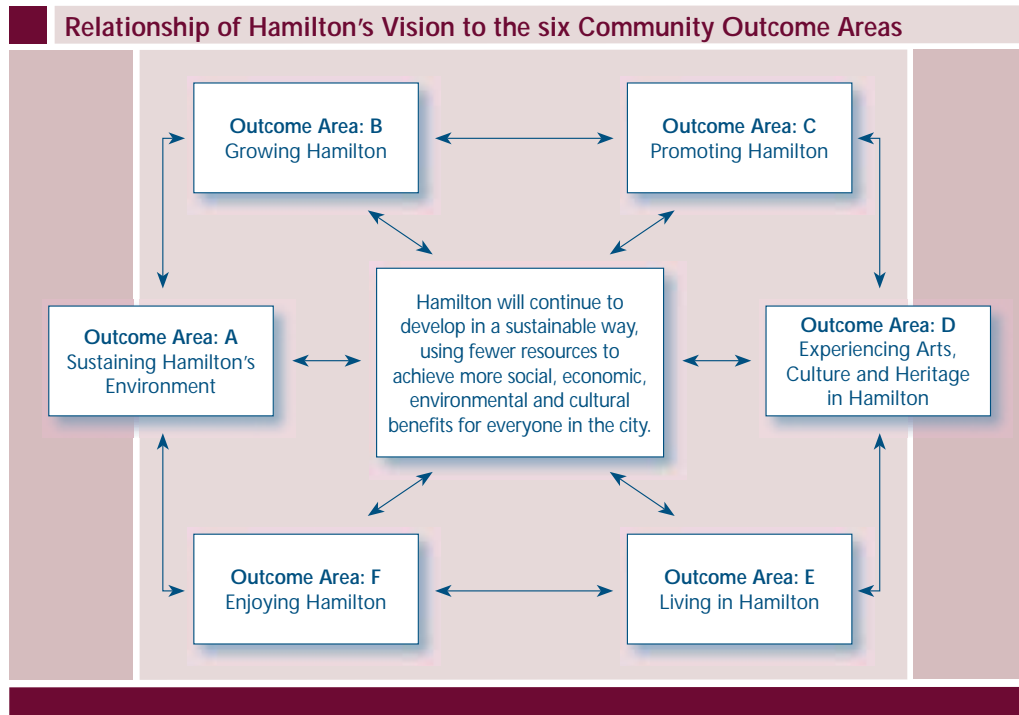 Relationship of Hamilton's Vision to the six Community Outcome Areas
Outcome Area: B
Growing Hamilton
Outcome Area: C
Promoting Hamilton
Outcome Area: A
Sustaining Hamilton's
Environment
Hamilton will continue to
develop in a sustainable way,
using fewer resources to
achieve more social, economic,
environmental and cultural
benefits for everyone in the city.
Outcome Area: D
Experiencing Arts,
Culture and Heritage
in Hamilton
Outcome Area: F
Enjoying Hamilton
Outcome Area: E
Living in Hamilton